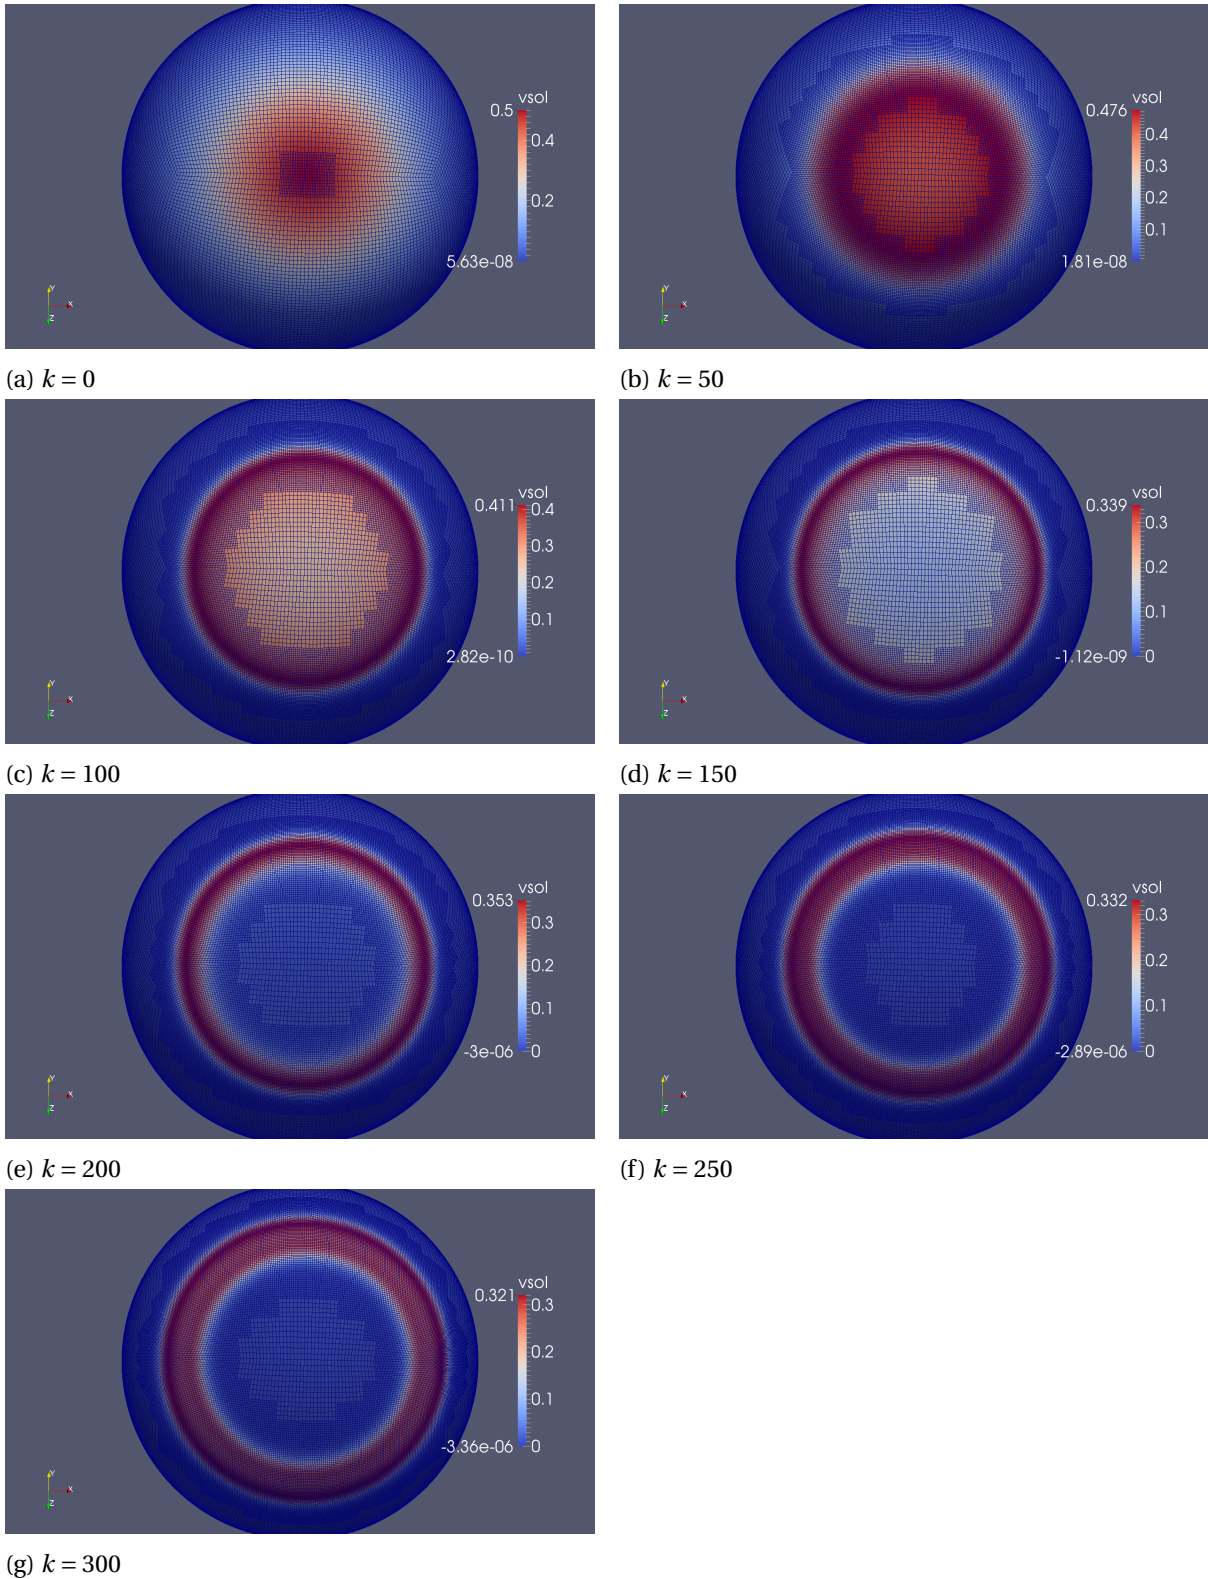 vsol
0.5
0.4
0.2
5.63e-08
Y
X
Z
(a) k = 0
vsol
0.476
0.4
0.3
0.2
0.1
1.81e-08
Y
X
Z
(b) k = 50
vsol
0.411
0.4
0.3
0.2
0.1
2.82e-10
Y
X
Z
(c) k = 100
vsol
0.339
0.3
0.2
0.1
-1.12e-09
0
Y
X
Z
(d) k = 150
vsol
0.353
0.3
0.2
0.1
-3e-06
0
Y
X
Z
(e) k = 200
vsol
0.332
0.3
0.2
0.1
-2.89e-06
0
Y
X
Z
(f) k = 250
vsol
0.321
0.3
0.2
0.1
-3.36e-06
0
Y
X
Z
(g) k = 300